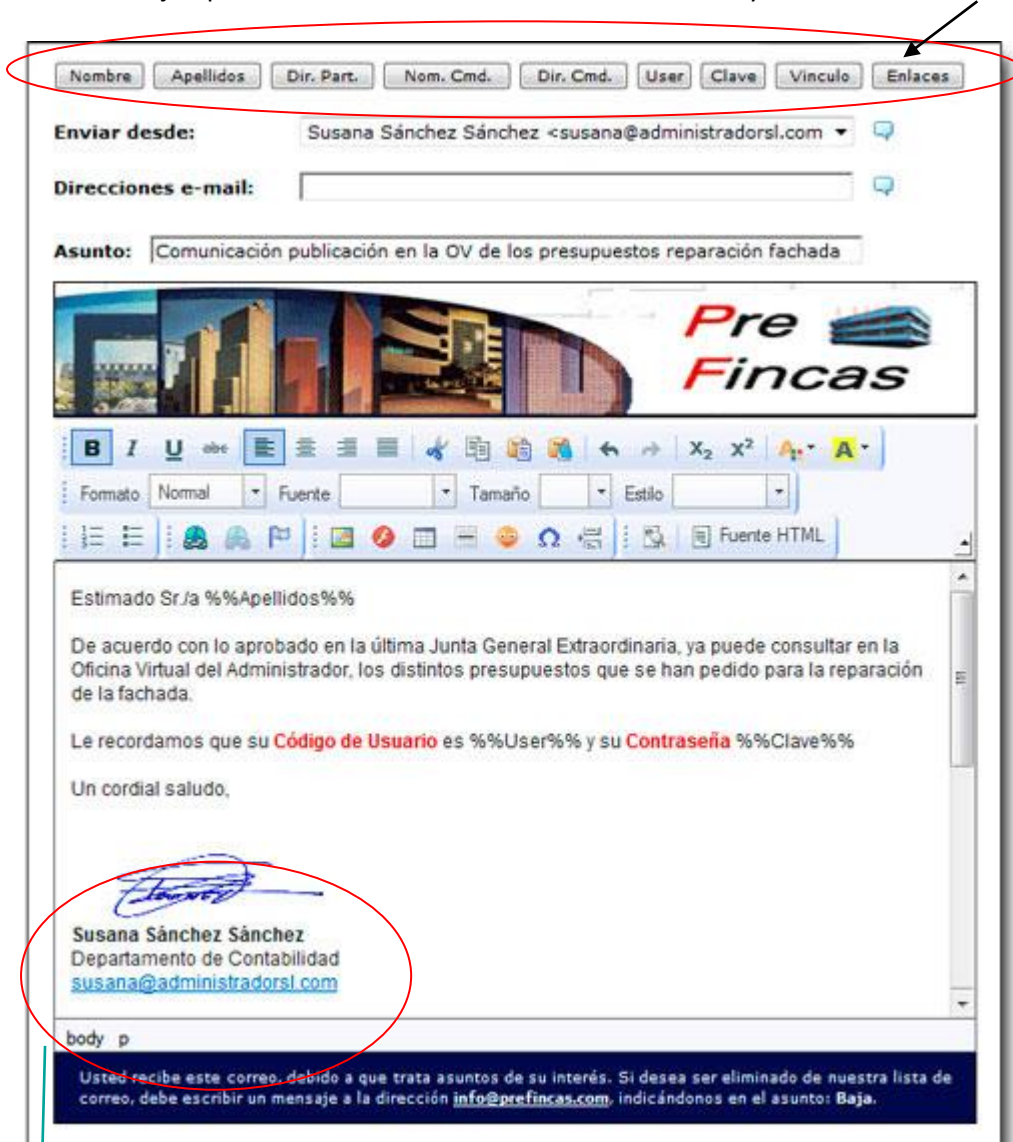 Nombre Apellidos Dir. Part. Nom. Cmd. Dir. Cmd. User Clave Vinculo Enlaces
Enviar desde: Susana Sánchez Sánchez <susana@administradorsl.com
Direcciones e-mail:
Asunto: Comunicación publicación en la OV de los presupuestos reparación fachada
Pre
Fincas
B I U abc X₂ X² A
Formato Normal Fuente Tamaño Estilo
Ω Fuente HTML
Estimado Sr./a %%Apellidos%%
De acuerdo con lo aprobado en la última Junta General Extraordinaria, ya puede consultar en la
Oficina Virtual del Administrador, los distintos presupuestos que se han pedido para la reparación
de la fachada.
Le recordamos que su Código de Usuario es %%User%% y su Contraseña %%Clave%%
Un cordial saludo,
Susana Sánchez Sánchez
Departamento de Contabilidad
susana@administradorsl.com
body p
Usted recibe este correo, debido a que trata asuntos de su interés. Si desea ser eliminado de nuestra lista de
correo, debe escribir un mensaje a la dirección info@prefincas.com, indicándonos en el asunto: Baja.